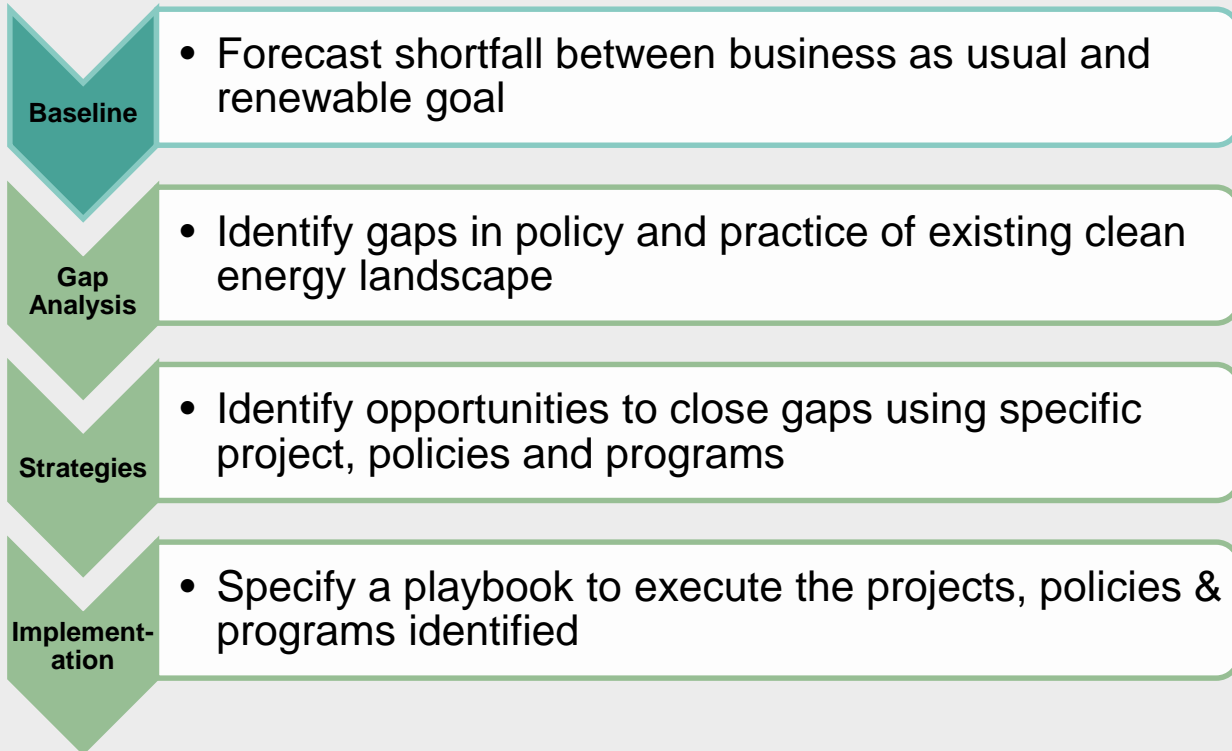 Baseline
• Forecast shortfall between business as usual and
renewable goal
Gap
Analysis
• Identify gaps in policy and practice of existing clean
energy landscape
Strategies
• Identify opportunities to close gaps using specific
project, policies and programs
Implement-
ation
• Specify a playbook to execute the projects, policies &
programs identified